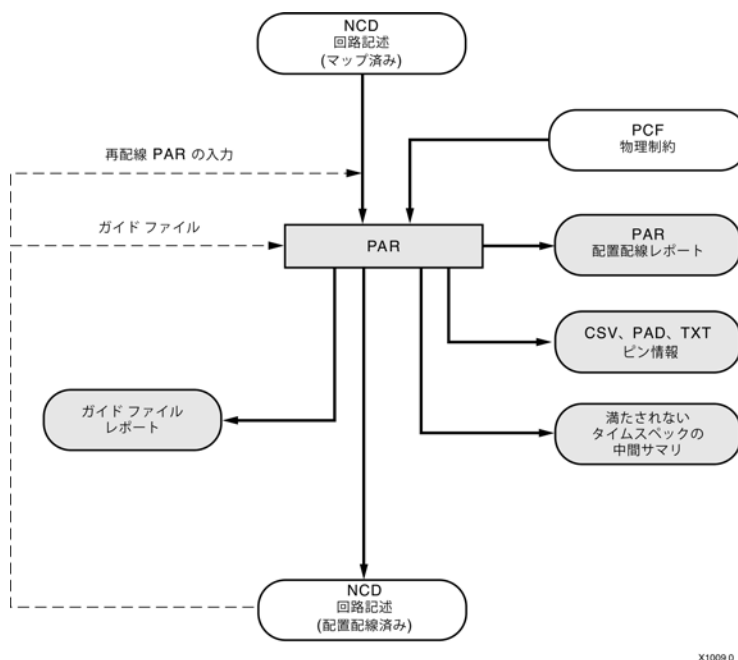 NCD
回路記述
(マップ済み)
PCF
物理制約
再配線 PAR の入力
ガイド ファイル
PAR
PAR
配置配線レポート
CSV、PAD、TXT
ピン情報
ガイド ファイル
レポート
満たされない
タイムスペックの
中間サマリ
NCD
回路記述
(配置配線済み)
X1009.0